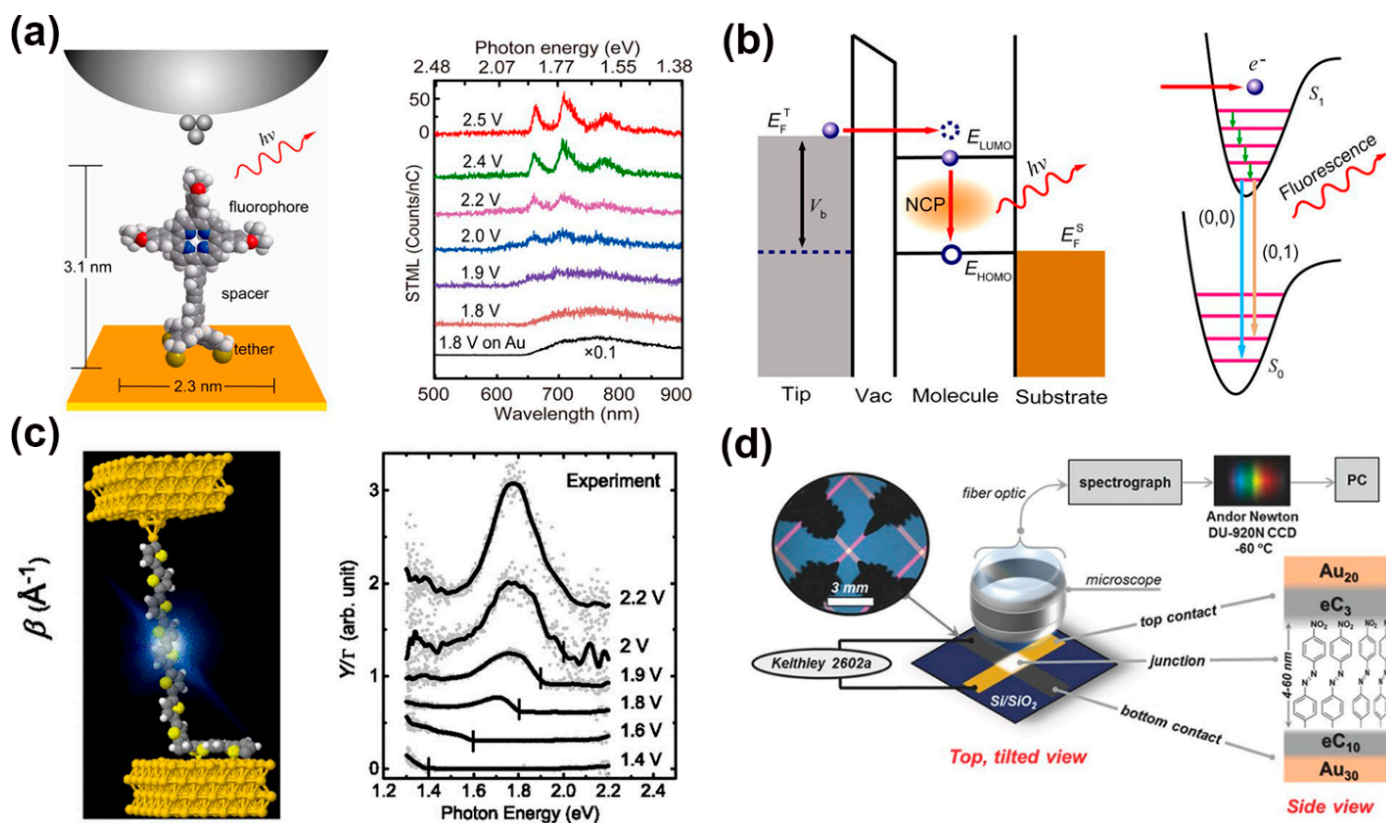 (a)
3.1 nm
fluorophore
spacer
tether
2.3 nm
hν
Photon energy (eV)
2.48 2.07 1.77 1.55 1.38
STML (Counts/nC)
50
0
2.5 V
2.4 V
2.2 V
2.0 V
1.9 V
1.8 V
1.8 V on Au
×0.1
500 600 700 800 900
Wavelength (nm)
(b)
E_F^T
V_b
E_LUMO
NCP
hν
E_HOMO
E_F^S
Tip Vac Molecule Substrate
e⁻
S₁
Fluorescence
(0,0)
(0,1)
S₀
(c)
β (Å⁻¹)
Y/Γ (arb. unit)
Experiment
3
2
1
0
2.2 V
2 V
1.9 V
1.8 V
1.6 V
1.4 V
1.2 1.4 1.6 1.8 2.0 2.2 2.4
Photon Energy (eV)
(d)
fiber optic
spectrograph
PC
Andor Newton
DU-920N CCD
-60 °C
3 mm
microscope
top contact
Keithley 2602a
junction
Si/SiO₂
bottom contact
Top, tilted view
Au₂₀
eC₃
NO₂ NO₂ NO₂ NO₂
4-60 nm
N N N N
N N N N
eC₁₀
Au₃₀
Side view